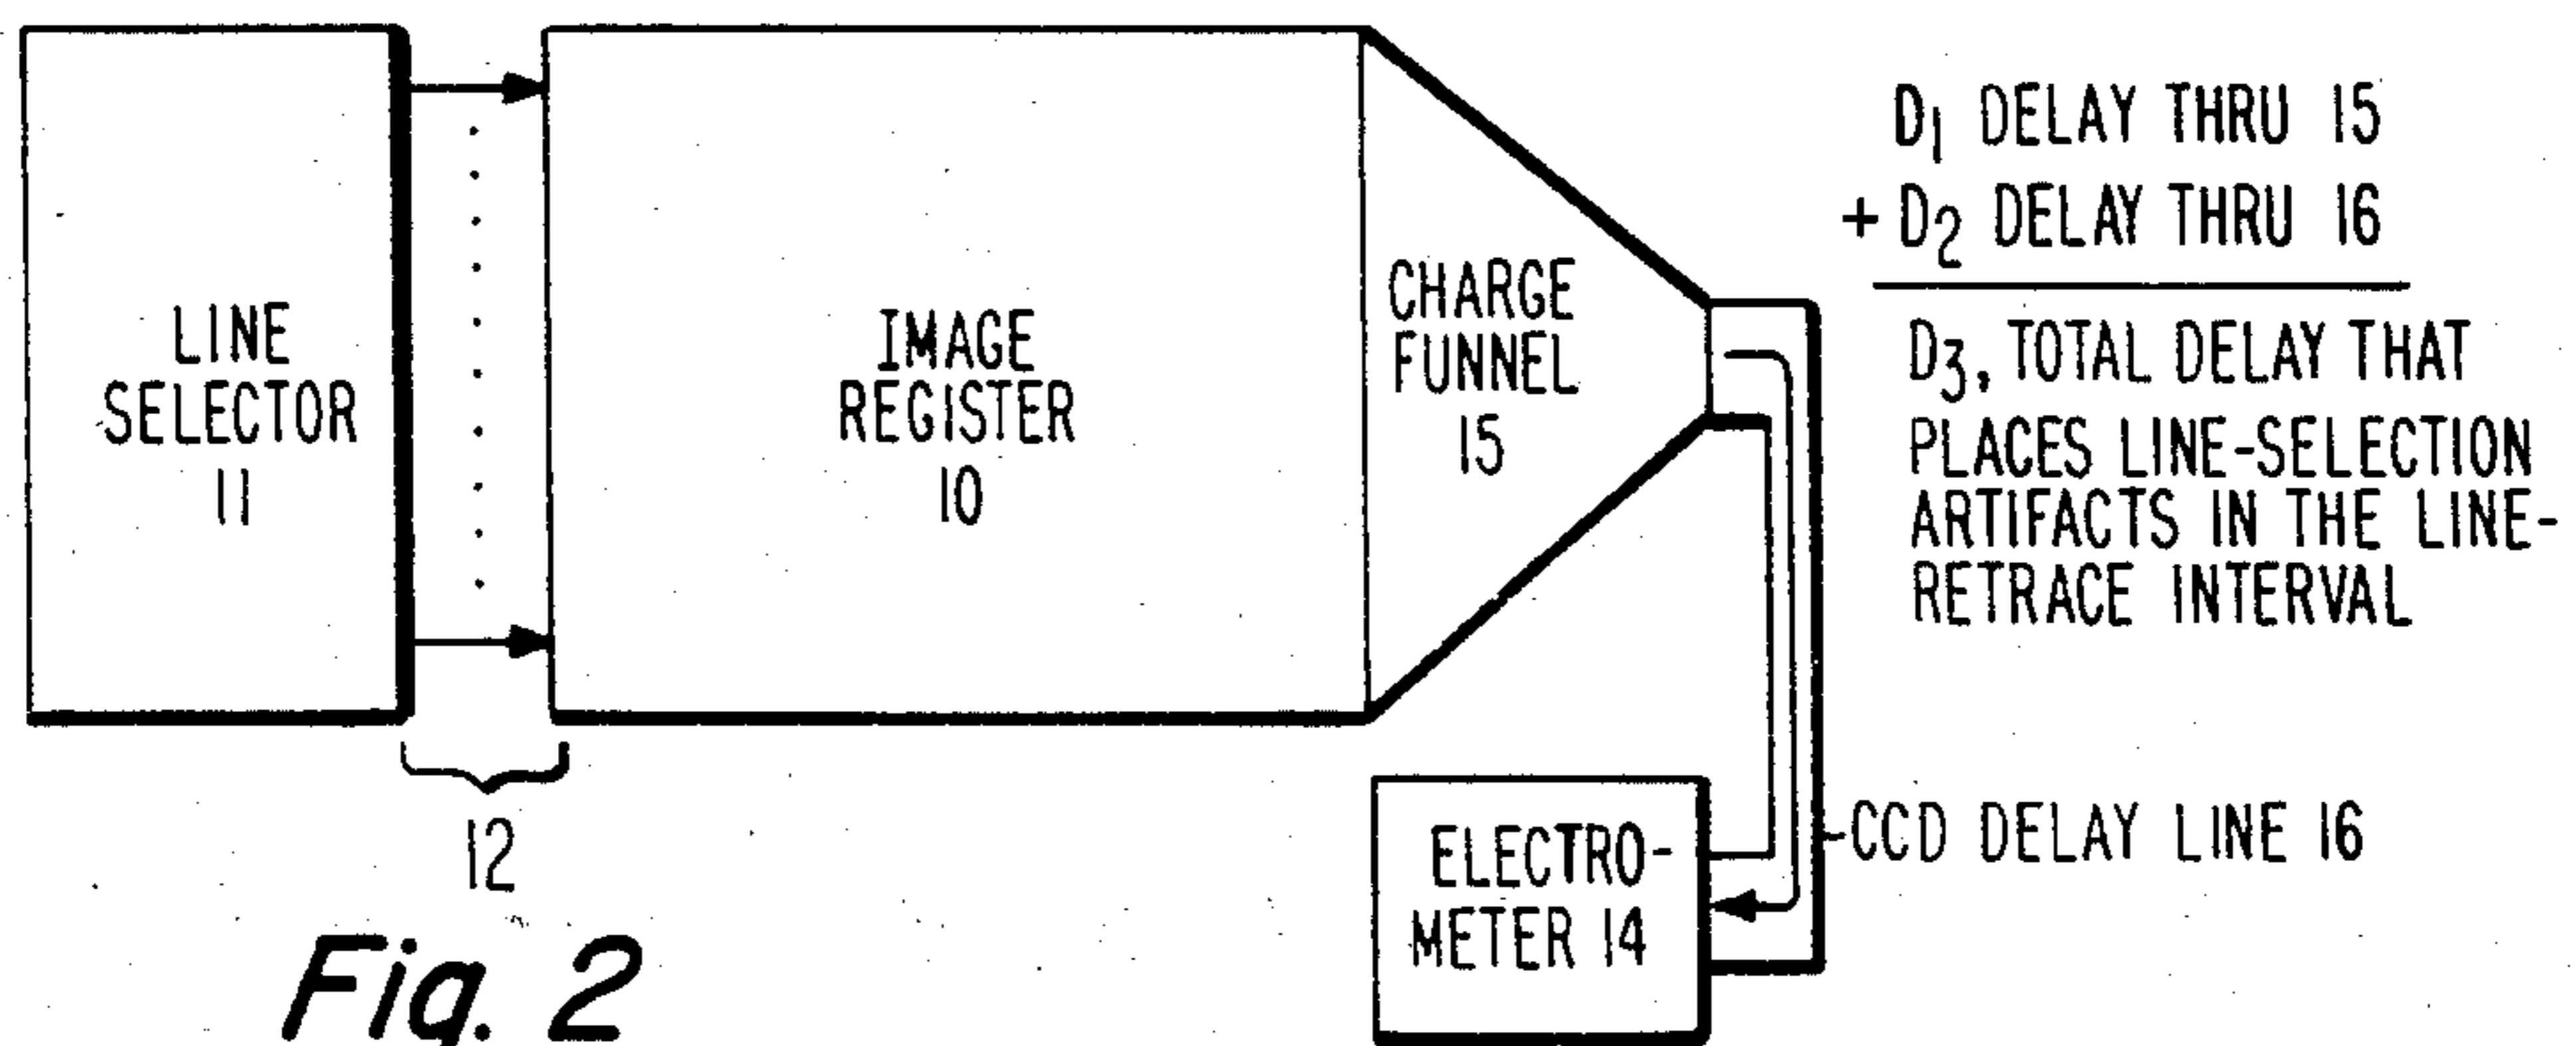 LINE
SELECTOR
11
12
IMAGE
REGISTER
10
CHARGE
FUNNEL
15
D1 DELAY THRU 15
+ D2 DELAY THRU 16
D3, TOTAL DELAY THAT
PLACES LINE-SELECTION
ARTIFACTS IN THE LINE-
RETRACE INTERVAL
ELECTRO-
METER 14
CCD DELAY LINE 16
Fig. 2